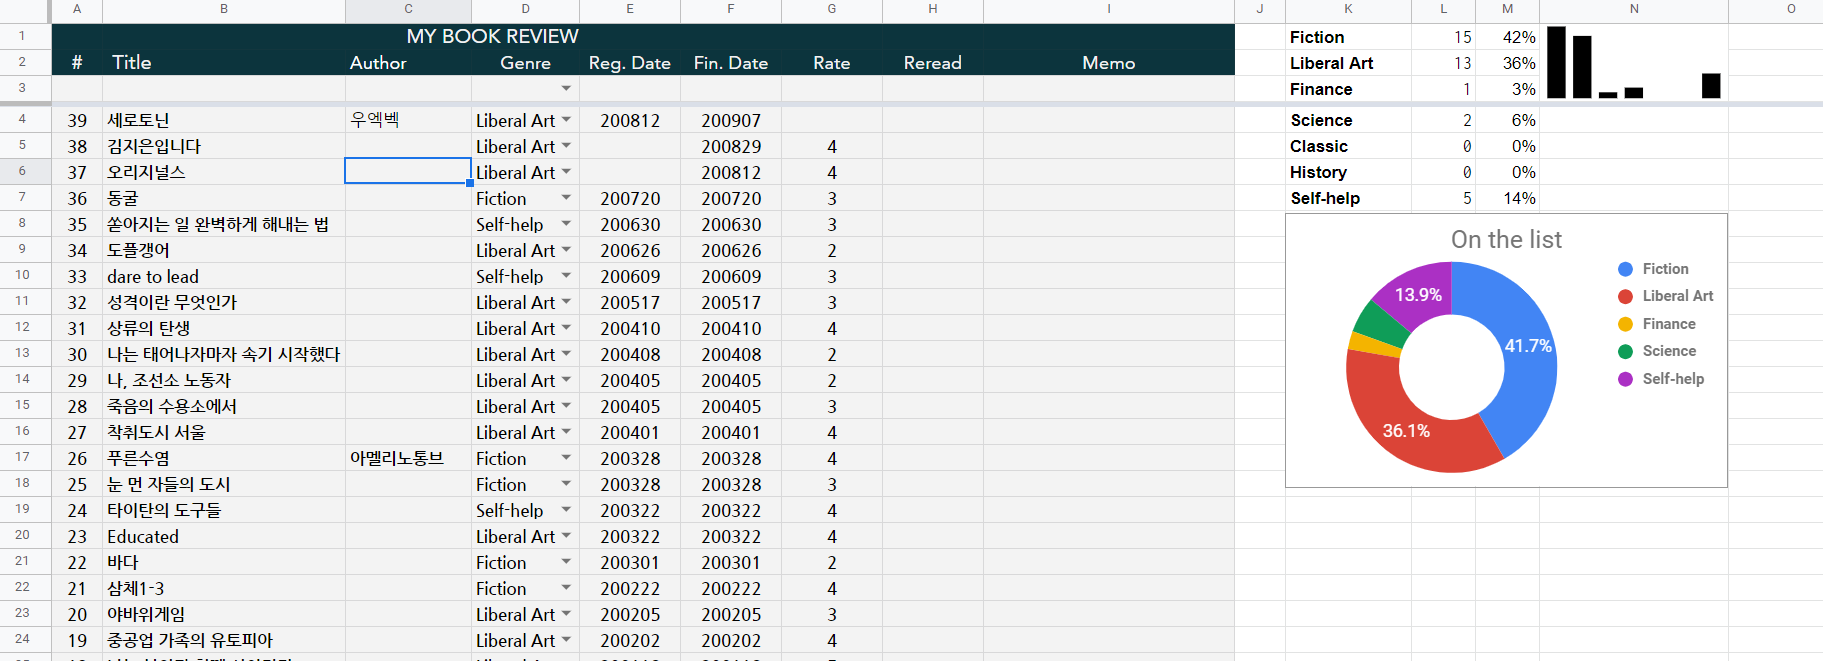 A B C D E F G H I J K L M N O
1 MY BOOK REVIEW Fiction 15 42%
2 # Title Author Genre Reg. Date Fin. Date Rate Reread Memo Liberal Art 13 36%
3 Finance 1 3%
4 39 세로토닌 우엑벡 Liberal Art 200812 200907 Science 2 6%
5 38 김지은입니다 Liberal Art 200829 4 Classic 0 0%
6 37 오리지널스 Liberal Art 200812 4 History 0 0%
7 36 동굴 Fiction 200720 200720 3 Self-help 5 14%
8 35 쏟아지는 일 완벽하게 해내는 법 Self-help 200630 200630 3
9 34 도플갱어 Liberal Art 200626 200626 2
10 33 dare to lead Self-help 200609 200609 3
11 32 성격이란 무엇인가 Liberal Art 200517 200517 3
12 31 상류의 탄생 Liberal Art 200410 200410 4
13 30 나는 태어나자마자 속기 시작했다 Liberal Art 200408 200408 2
14 29 나, 조선소 노동자 Liberal Art 200405 200405 2
15 28 죽음의 수용소에서 Liberal Art 200405 200405 3
16 27 착취도시 서울 Liberal Art 200401 200401 4
17 26 푸른수염 아멜리노통브 Fiction 200328 200328 4
18 25 눈 먼 자들의 도시 Fiction 200328 200328 3
19 24 타이탄의 도구들 Self-help 200322 200322 4
20 23 Educated Liberal Art 200322 200322 4
21 22 바다 Fiction 200301 200301 2
22 21 삼체1-3 Fiction 200222 200222 4
23 20 야바위게임 Liberal Art 200205 200205 3
24 19 중공업 가족의 유토피아 Liberal Art 200202 200202 4
On the list
Fiction
Liberal Art
Finance
Science
Self-help
13.9%
41.7%
36.1%